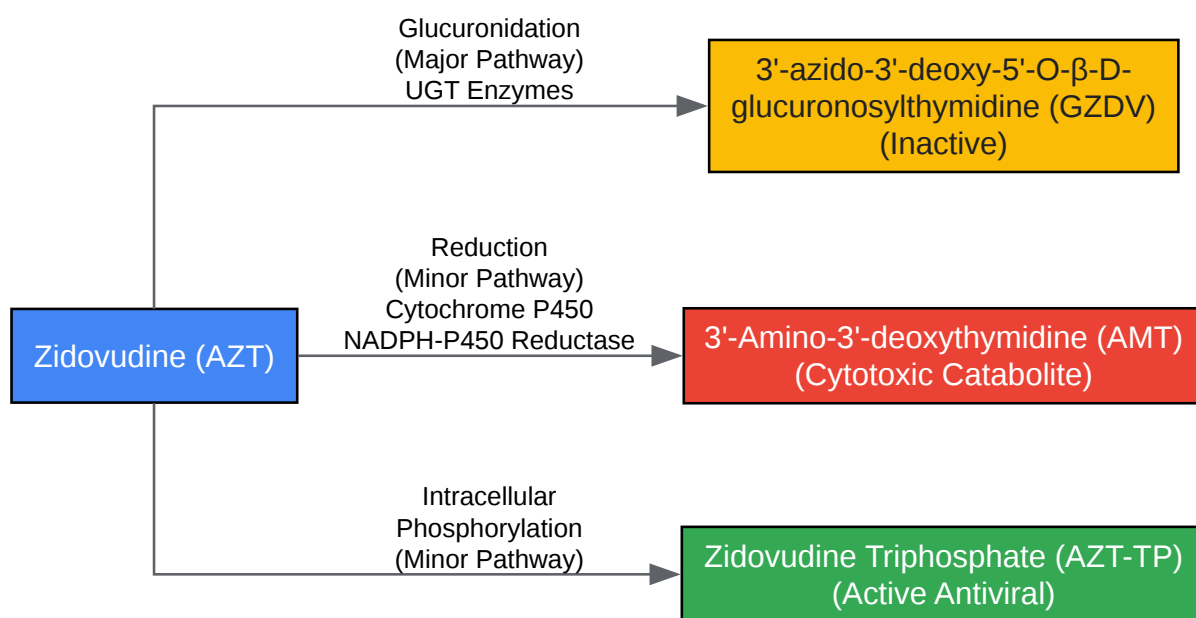 Glucuronidation
(Major Pathway)
UGT Enzymes
3'-azido-3'-deoxy-5'-O-β-D-
glucuronosylthymidine (GZDV)
(Inactive)
Reduction
(Minor Pathway)
Cytochrome P450
NADPH-P450 Reductase
Zidovudine (AZT)
3'-Amino-3'-deoxythymidine (AMT)
(Cytotoxic Catabolite)
Intracellular
Phosphorylation
(Minor Pathway)
Zidovudine Triphosphate (AZT-TP)
(Active Antiviral)